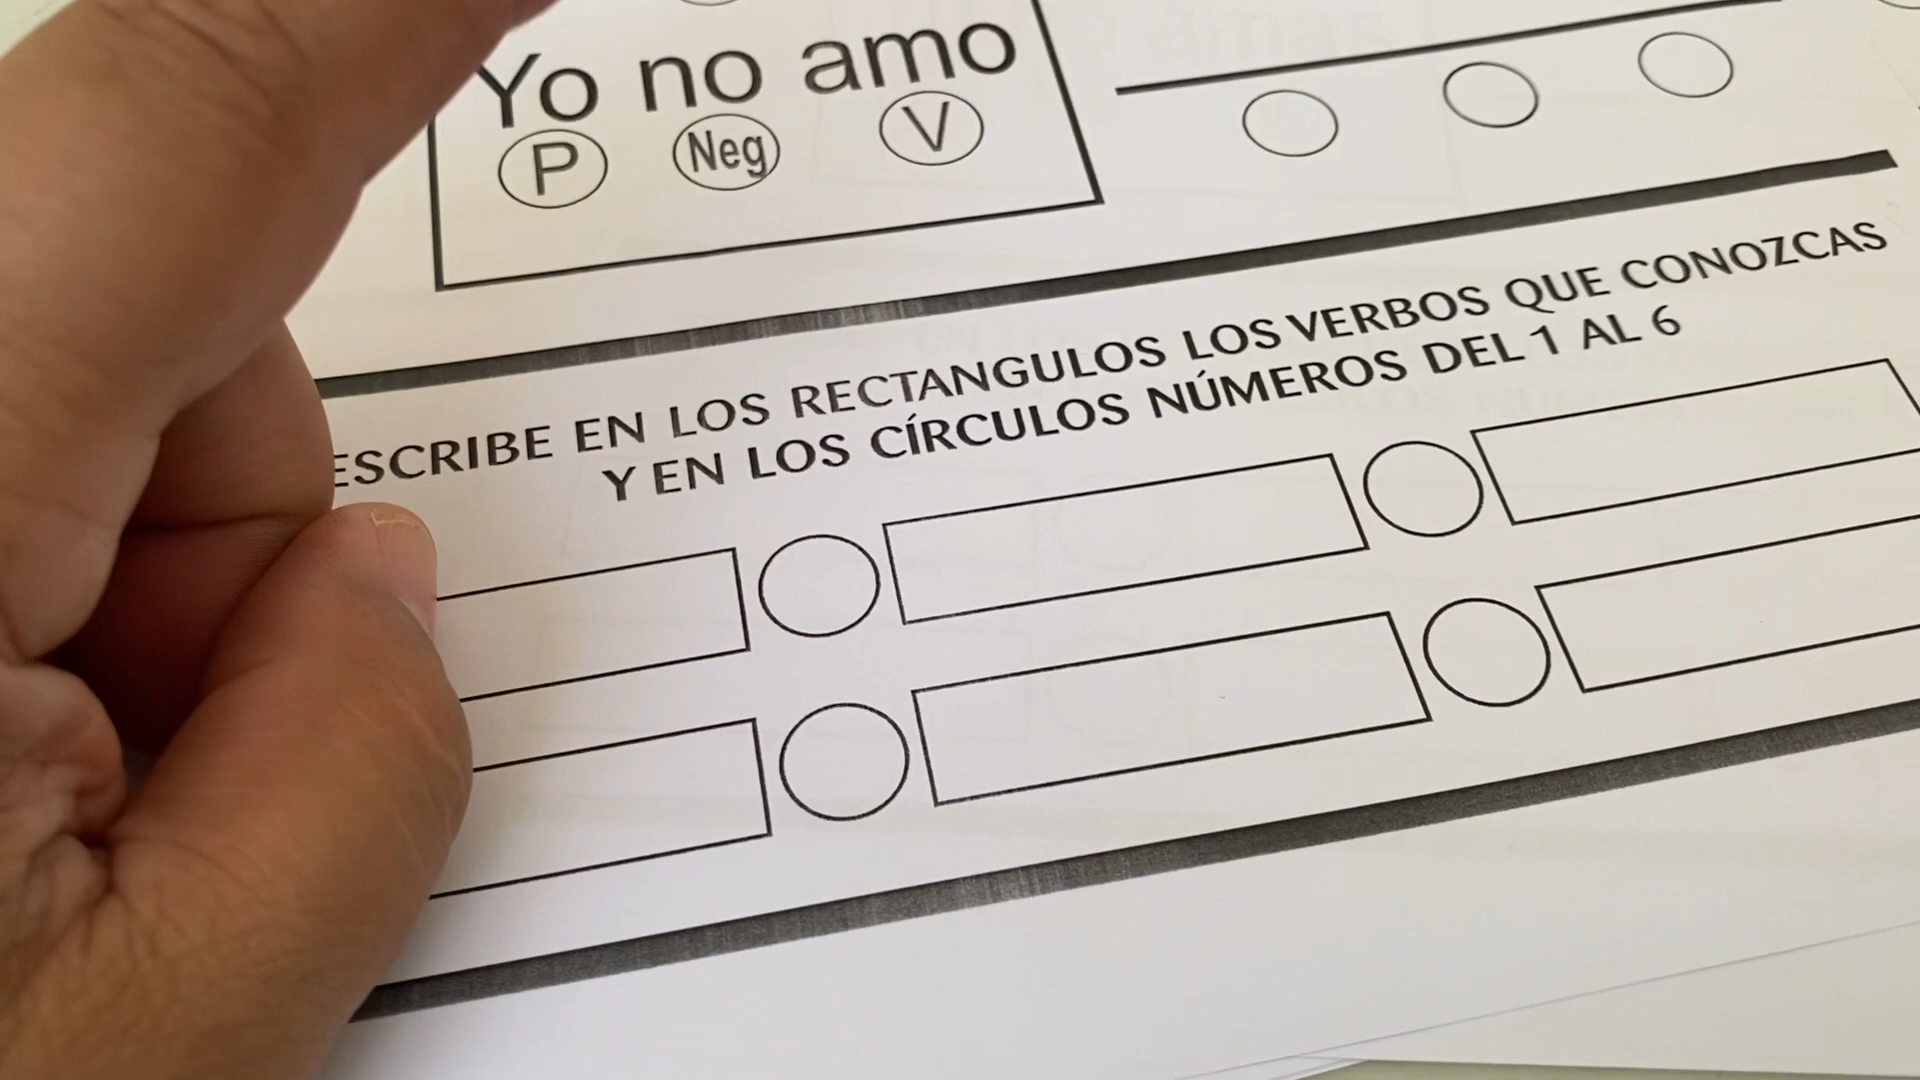 Yo no amo
P Neg V
ESCRIBE EN LOS RECTANGULOS LOS VERBOS QUE CONOZCAS
Y EN LOS CÍRCULOS NÚMEROS DEL 1 AL 6